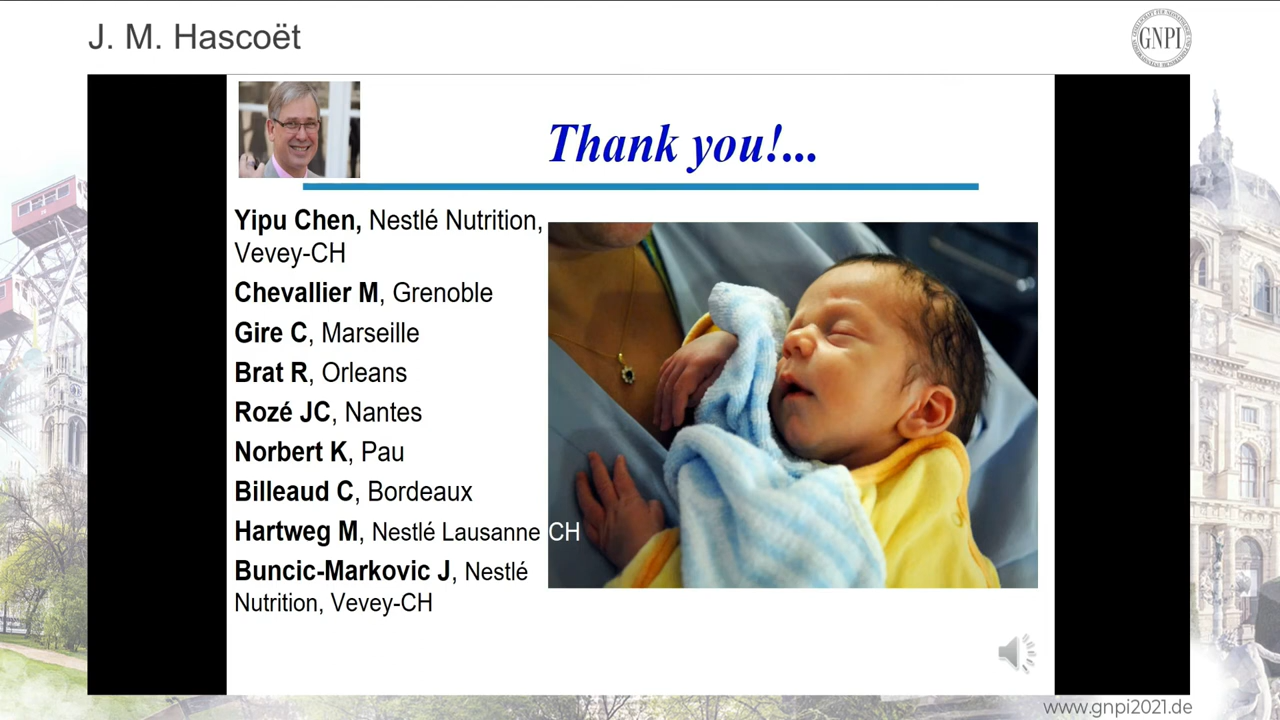 J. M. Hascoët
GNPI
Thank you!...
Yipu Chen, Nestlé Nutrition,
Vevey-CH
Chevallier M, Grenoble
Gire C, Marseille
Brat R, Orleans
Rozé JC, Nantes
Norbert K, Pau
Billeaud C, Bordeaux
Hartweg M, Nestlé Lausanne CH
Buncic-Markovic J, Nestlé
Nutrition, Vevey-CH
www.gnpi2021.de